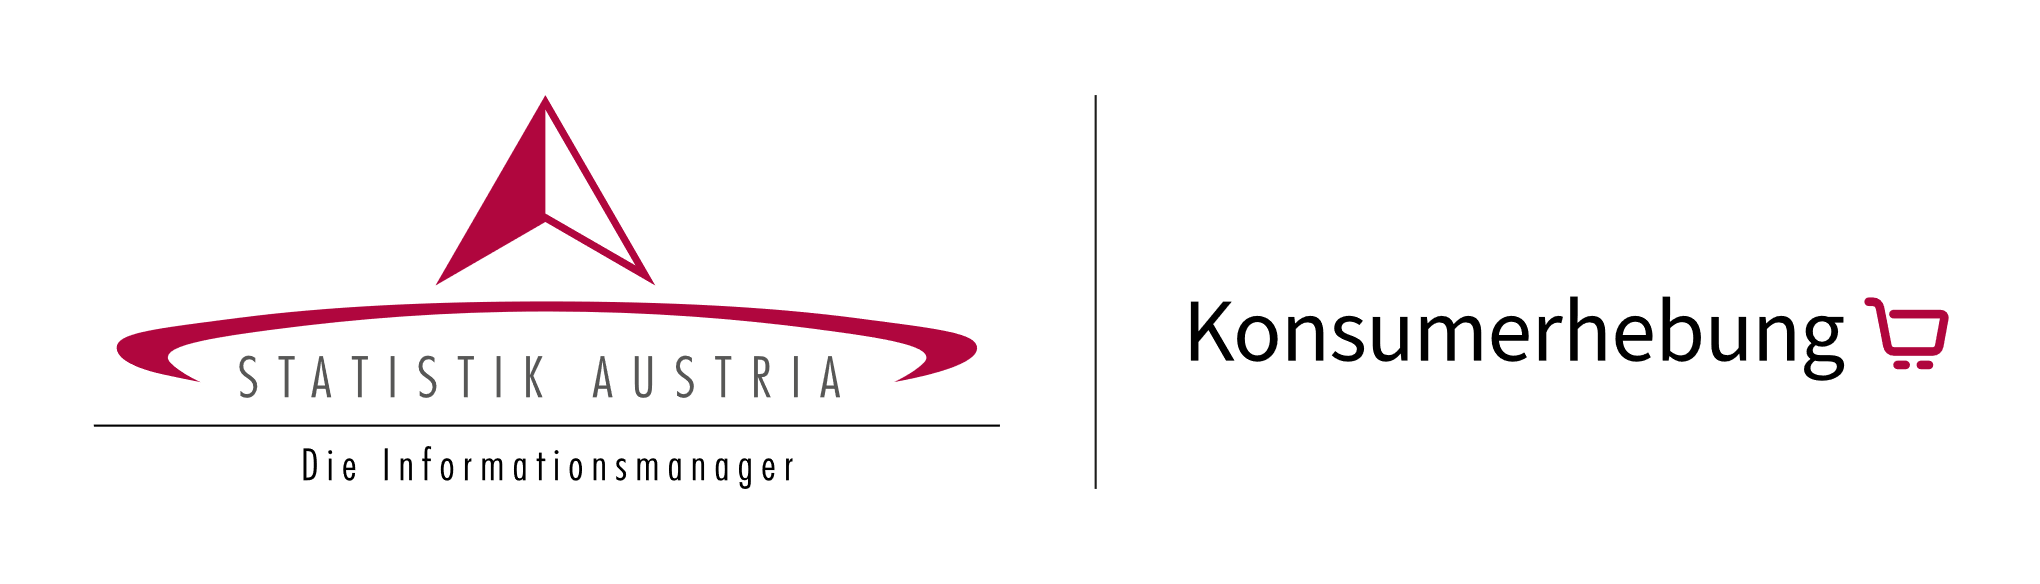 STATISTIK AUSTRIA
Die Informationsmanager
Konsumerhebung